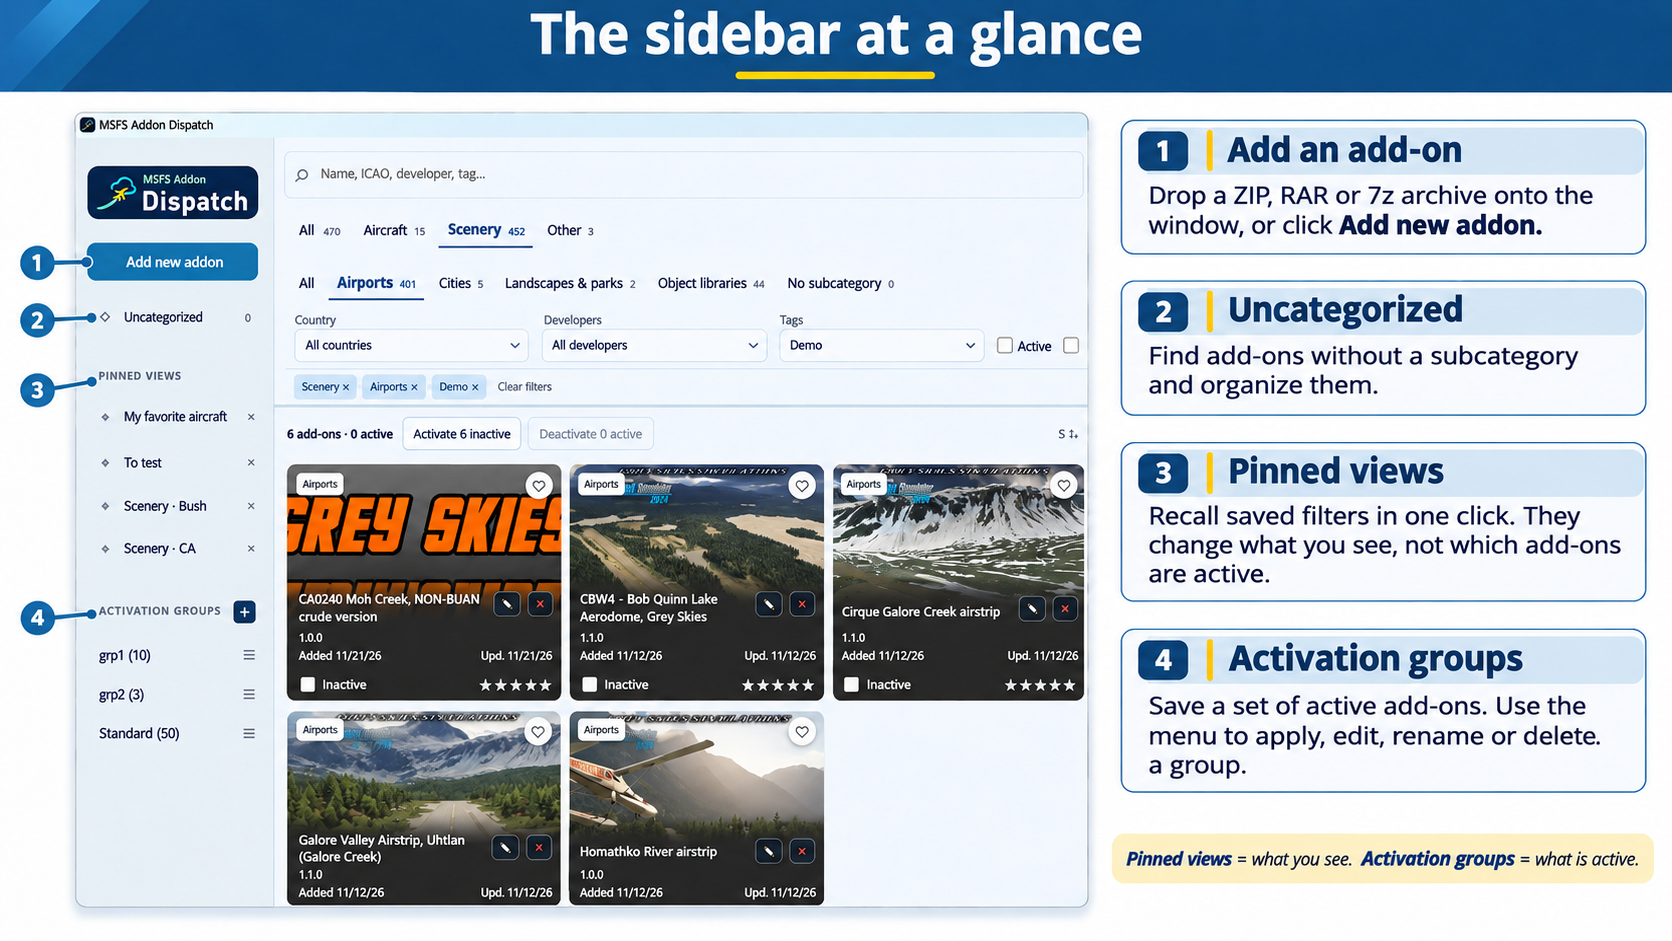 The sidebar at a glance
MSFS Addon Dispatch
MSFS Addon
Dispatch
1
Add new addon
2
Uncategorized 0
3
PINNED VIEWS
My favorite aircraft ×
To test ×
Scenery · Bush ×
Scenery · CA ×
4
ACTIVATION GROUPS +
grp1 (10)
grp2 (3)
Standard (50)
Name, ICAO, developer, tag...
All 470 Aircraft 15 Scenery 452 Other 3
All Airports 401 Cities 5 Landscapes & parks 2 Object libraries 44 No subcategory 0
Country Developers Tags
All countries All developers Demo Active
Scenery × Airports × Demo × Clear filters
6 add-ons · 0 active Activate 6 inactive Deactivate 0 active S
Airports
GREY SKIES
CA0240 Moh Creek, NON-BUAN
crude version
1.0.0
Added 11/21/26 Upd. 11/21/26
Inactive ★★★★★
Airports
2024
CBW4 - Bob Quinn Lake
Aerodome, Grey Skies
1.1.0
Added 11/12/26 Upd. 11/12/26
Inactive ★★★★★
Airports
2024
Cirque Galore Creek airstrip
1.1.0
Added 11/12/26 Upd. 11/12/26
Inactive ★★★★★
Airports
Galore Valley Airstrip, Uhtlan
(Galore Creek)
1.1.0
Added 11/12/26 Upd. 11/12/26
Airports
Homathko River airstrip
1.0.0
Added 11/12/26 Upd. 11/12/26
1 Add an add-on
Drop a ZIP, RAR or 7z archive onto the
window, or click Add new addon.
2 Uncategorized
Find add-ons without a subcategory
and organize them.
3 Pinned views
Recall saved filters in one click. They
change what you see, not which add-ons
are active.
4 Activation groups
Save a set of active add-ons. Use the
menu to apply, edit, rename or delete.
a group.
Pinned views = what you see. Activation groups = what is active.